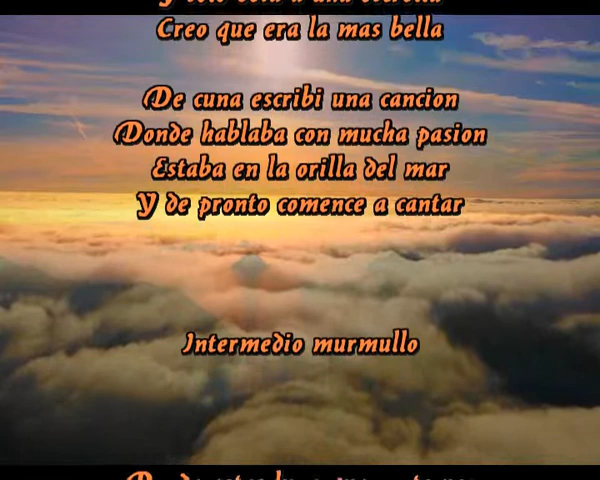 Creo que era la mas bella
De cuna escribi una cancion
Donde hablaba con mucha pasion
Estaba en la orilla del mar
Y de pronto comence a cantar
Intermedio murmullo